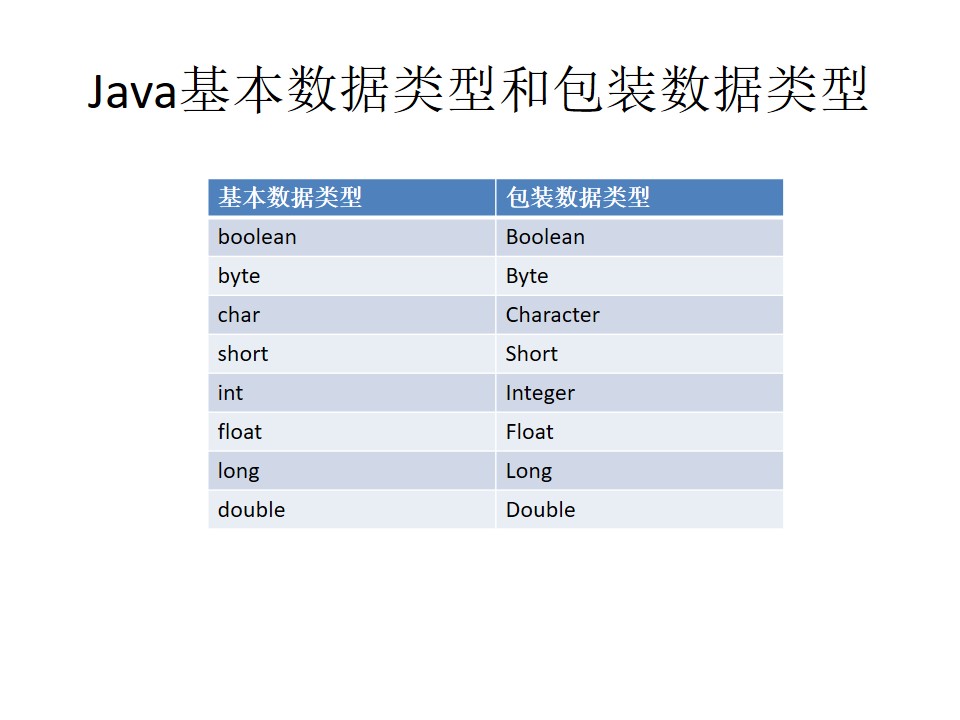 Java基本数据类型和包装数据类型
基本数据类型 包装数据类型
boolean Boolean
byte Byte
char Character
short Short
int Integer
float Float
long Long
double Double